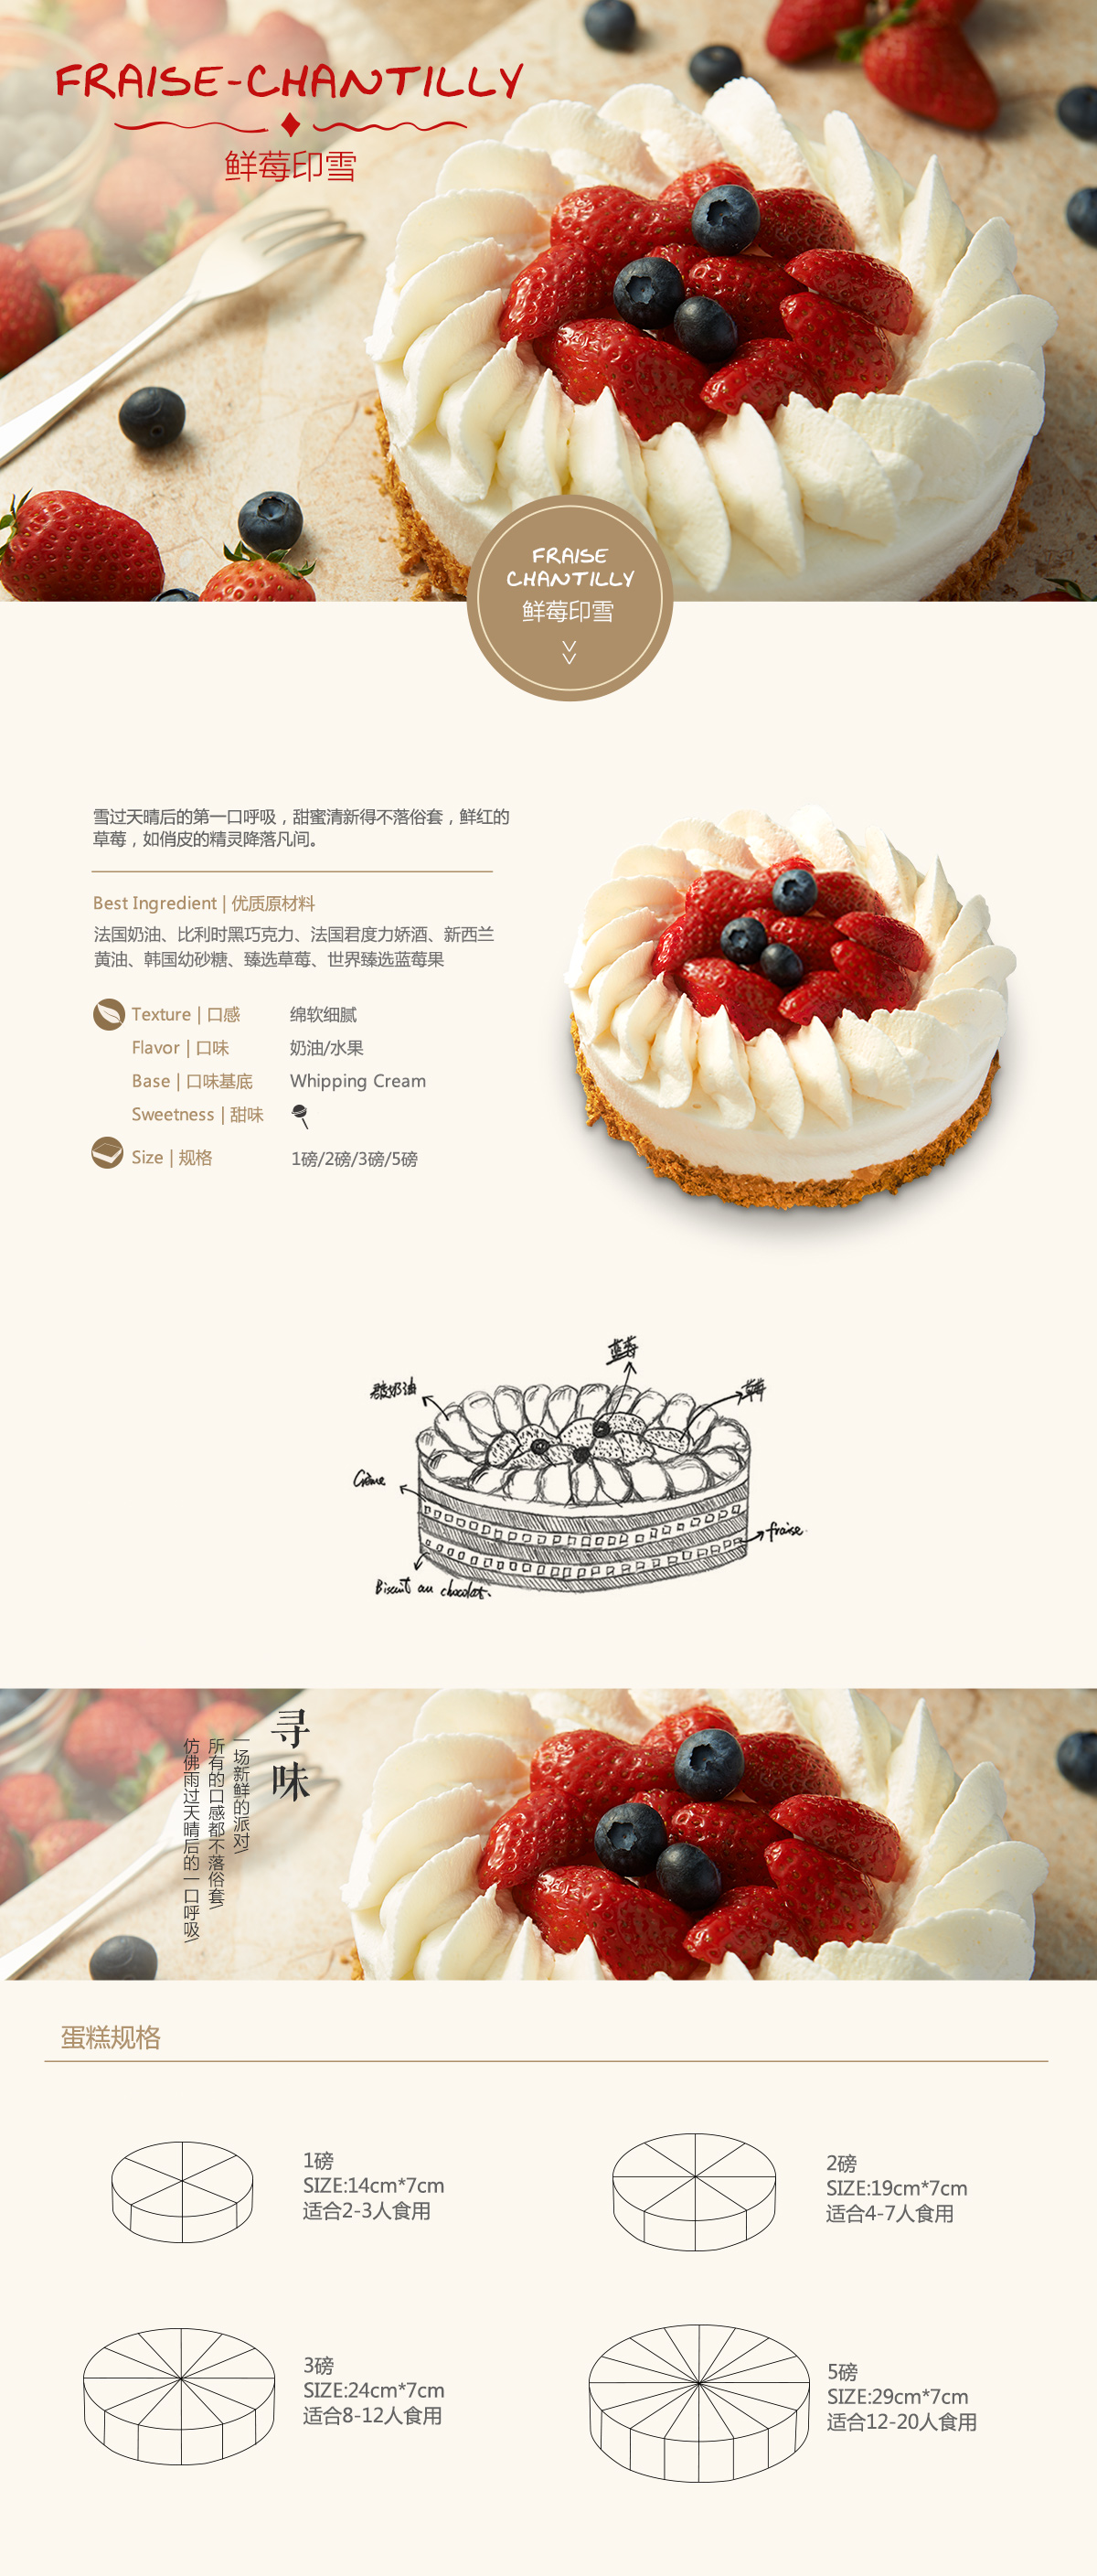 FRAISE-CHANTILLY
鲜莓印雪
FRAISE
CHANTILLY
鲜莓印雪
雪过天晴后的第一口呼吸，甜蜜清新得不落俗套，鲜红的
草莓，如俏皮的精灵降落凡间。
Best Ingredient | 优质原材料
法国奶油、比利时黑巧克力、法国君度力娇酒、新西兰
黄油、韩国幼砂糖、臻选草莓、世界臻选蓝莓果
Texture | 口感 绵软细腻
Flavor | 口味 奶油/水果
Base | 口味基底 Whipping Cream
Sweetness | 甜味
Size | 规格 1磅/2磅/3磅/5磅
蓝莓
酸奶油
草莓
Crème
fraise
Biscuit au chocolat.
寻味
一场新鲜的派对/
所有的口感都不落俗套/
仿佛雨过天晴后的一口呼吸/
蛋糕规格
1磅
SIZE:14cm*7cm
适合2-3人食用
2磅
SIZE:19cm*7cm
适合4-7人食用
3磅
SIZE:24cm*7cm
适合8-12人食用
5磅
SIZE:29cm*7cm
适合12-20人食用